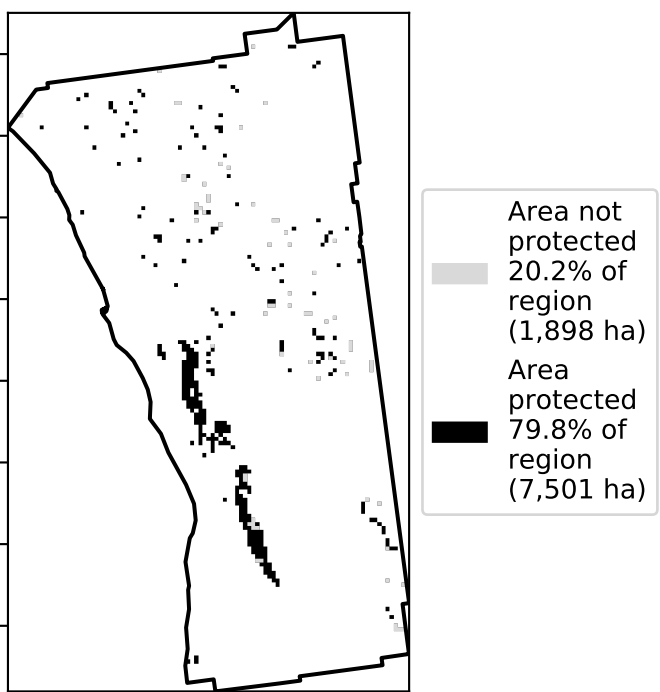 Area not
protected
20.2% of
region
(1,898 ha)
Area
protected
79.8% of
region
(7,501 ha)